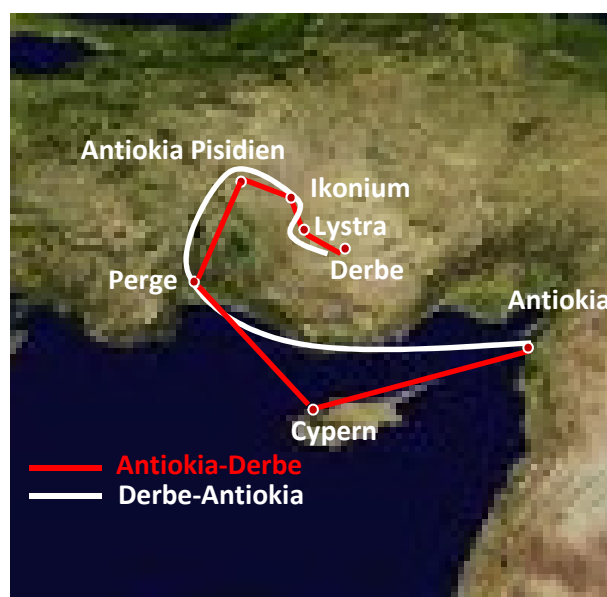 Antiokia Pisidien
Ikonium
Lystra
Derbe
Perge
Antiokia
Cypern
Antiokia-Derbe
Derbe-Antiokia